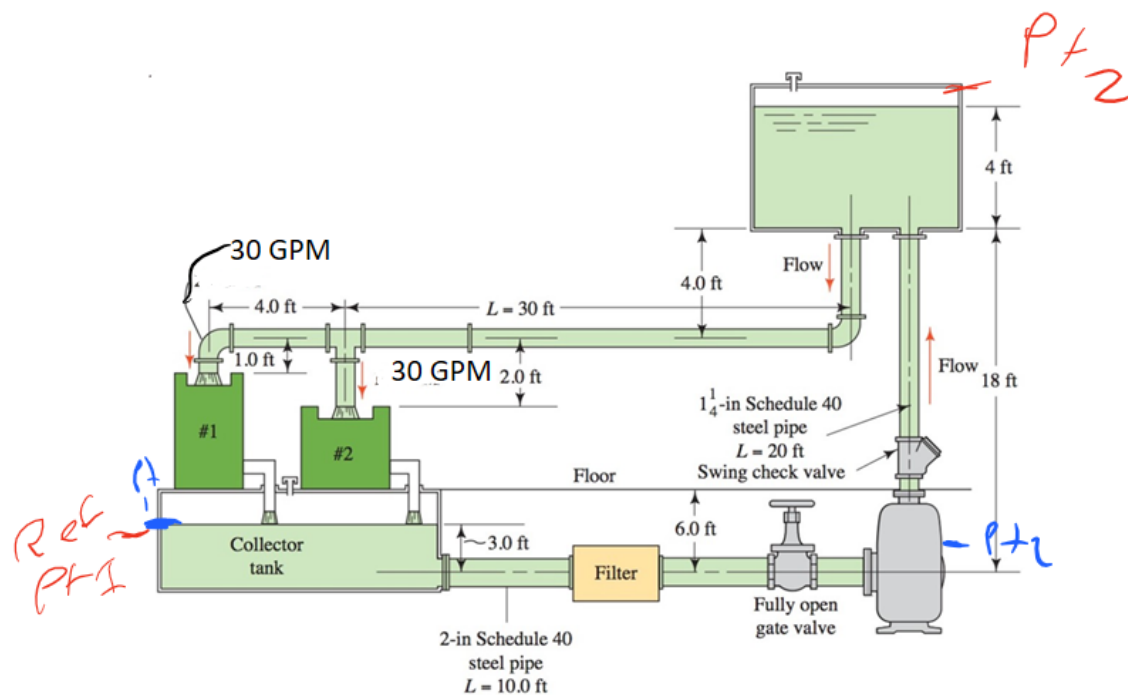 Pt
2
4 ft
30 GPM
Flow
4.0 ft
4.0 ft
L = 30 ft
1.0 ft
30 GPM
2.0 ft
Flow
18 ft
1 1/4-in Schedule 40
steel pipe
L = 20 ft
Swing check valve
#1
#2
Floor
Pt
1
Ref
Pt 1
6.0 ft
3.0 ft
Collector
tank
Filter
Pt 2
Fully open
gate valve
2-in Schedule 40
steel pipe
L = 10.0 ft